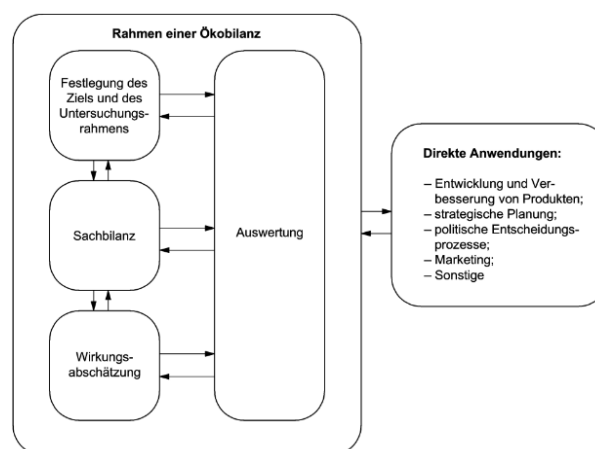 Rahmen einer Ökobilanz
Festlegung des
Ziels und des
Untersuchungs-
rahmens
Sachbilanz
Wirkungs-
abschätzung
Auswertung
Direkte Anwendungen:
– Entwicklung und Ver-
besserung von Produkten;
– strategische Planung;
– politische Entscheidungs-
prozesse;
– Marketing;
– Sonstige